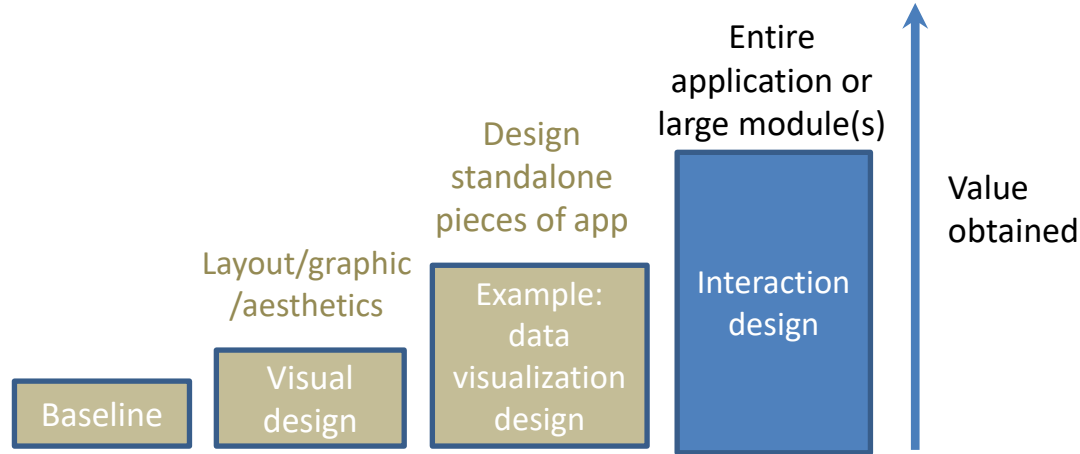 Baseline
Layout/graphic
/aesthetics
Visual
design
Design
standalone
pieces of app
Example:
data
visualization
design
Entire
application or
large module(s)
Interaction
design
Value
obtained